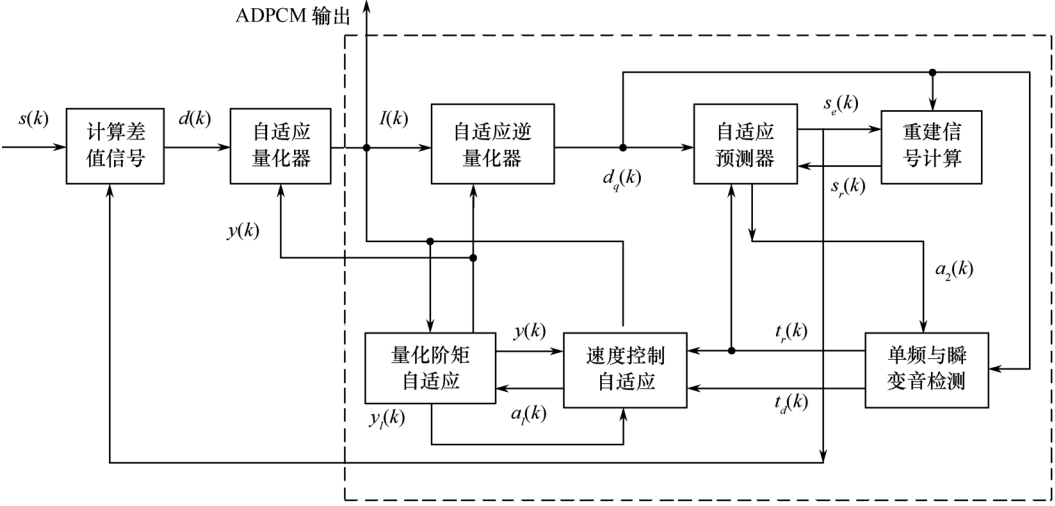 ADPCM 输出
s(k)
计算差
值信号
d(k)
自适应
量化器
I(k)
自适应逆
量化器
d_q(k)
自适应
预测器
s_e(k)
s_r(k)
重建信
号计算
y(k)
a_2(k)
量化阶矩
自适应
y(k)
速度控制
自适应
t_r(k)
单频与瞬
变音检测
t_d(k)
y_l(k)
a_l(k)